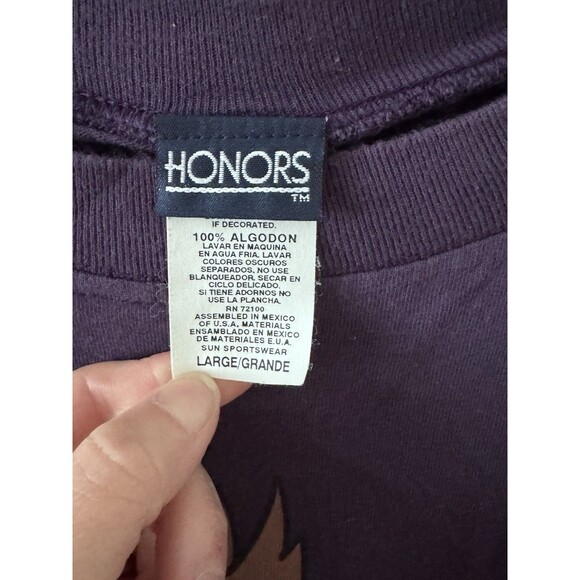 HONORS
TM
IF DECORATED.
100% ALGODON
LAVAR EN MAQUINA
EN AGUA FRIA. LAVAR
COLORES OSCUROS
SEPARADOS, NO USE
BLANQUEADOR. SECAR EN
CICLO DELICADO.
SI TIENE ADORNOS NO
USE LA PLANCHA.
RN 72100
ASSEMBLED IN MEXICO
OF U.S.A, MATERIALS
ENSAMBLADO EN MEXICO
DE MATERIALES E.U.A.
SUN SPORTSWEAR
LARGE/GRANDE